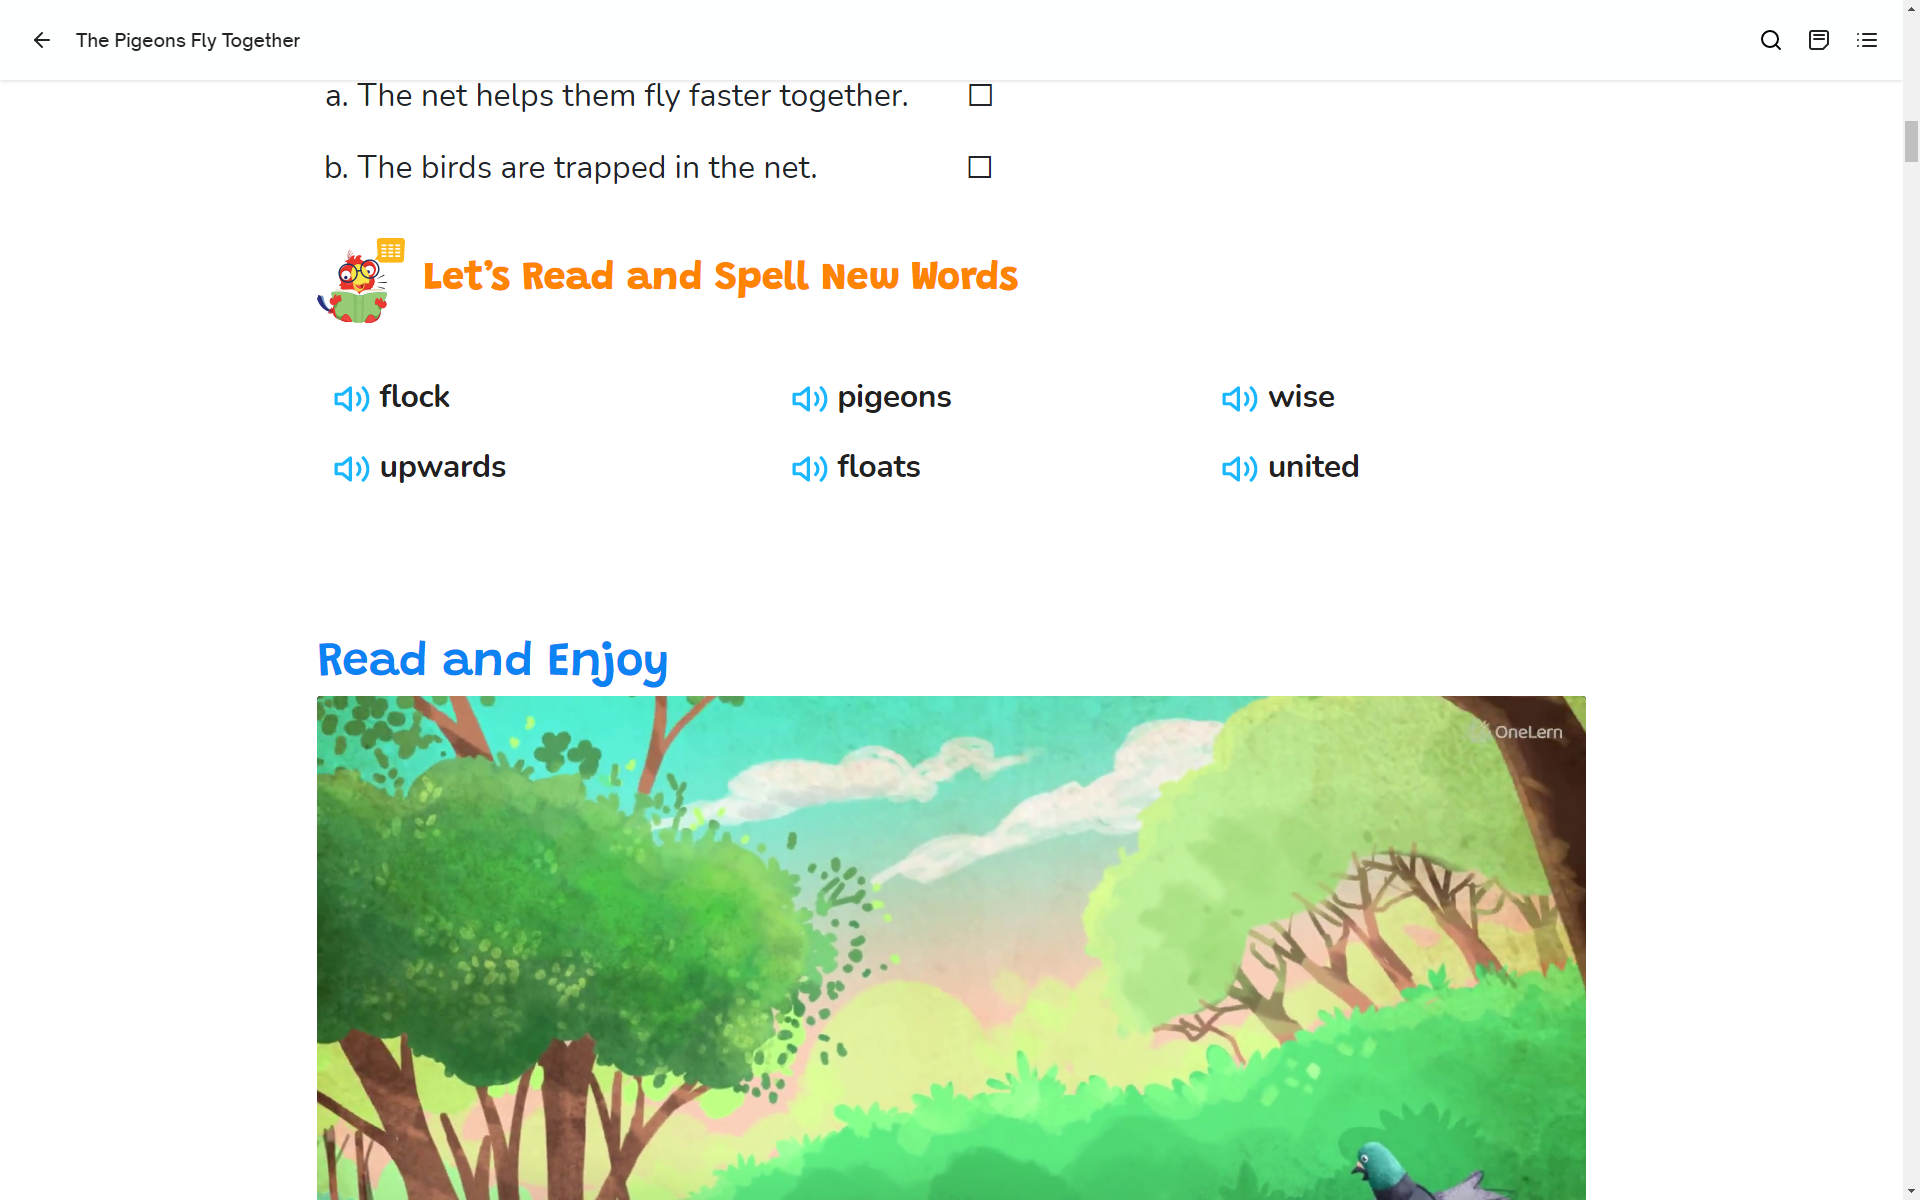 The Pigeons Fly Together
a. The net helps them fly faster together.
b. The birds are trapped in the net.
Let's Read and Spell New Words
flock pigeons wise
upwards floats united
Read and Enjoy
OneLern